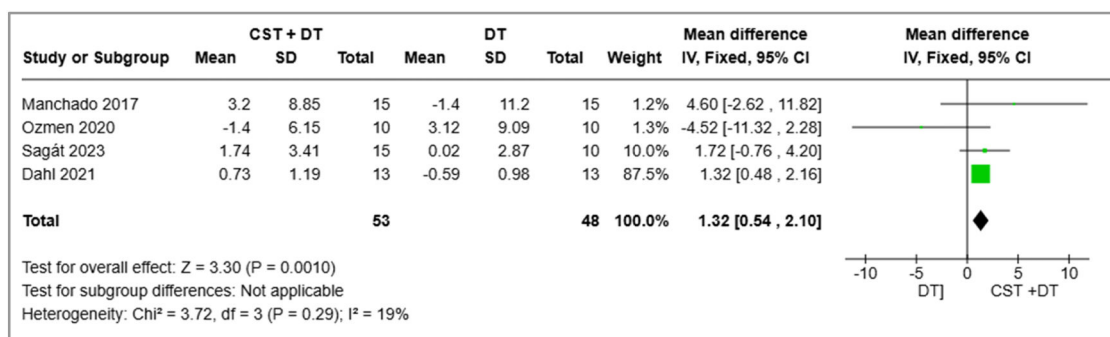 CST + DT DT Mean difference Mean difference
Study or Subgroup Mean SD Total Mean SD Total Weight IV, Fixed, 95% CI IV, Fixed, 95% CI
Manchado 2017 3.2 8.85 15 -1.4 11.2 15 1.2% 4.60 [-2.62 , 11.82]
Ozmen 2020 -1.4 6.15 10 3.12 9.09 10 1.3% -4.52 [-11.32 , 2.28]
Sagát 2023 1.74 3.41 15 0.02 2.87 10 10.0% 1.72 [-0.76 , 4.20]
Dahl 2021 0.73 1.19 13 -0.59 0.98 13 87.5% 1.32 [0.48 , 2.16]
Total 53 48 100.0% 1.32 [0.54 , 2.10]
Test for overall effect: Z = 3.30 (P = 0.0010)
Test for subgroup differences: Not applicable
Heterogeneity: Chi² = 3.72, df = 3 (P = 0.29); I² = 19%
-10 -5 0 5 10
DT] CST +DT